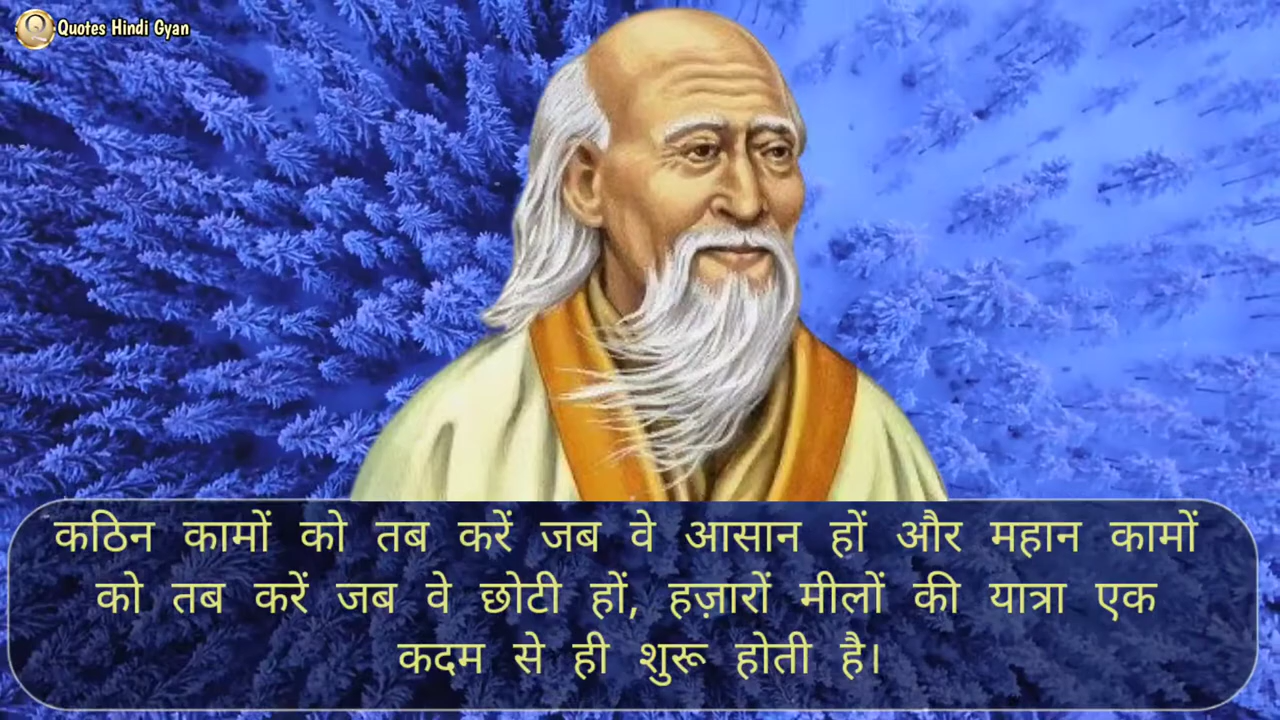 Quotes Hindi Gyan
कठिन कामों को तब करें जब वे आसान हों और महान कामों
को तब करें जब वे छोटी हों, हज़ारों मीलों की यात्रा एक
कदम से ही शुरू होती है।